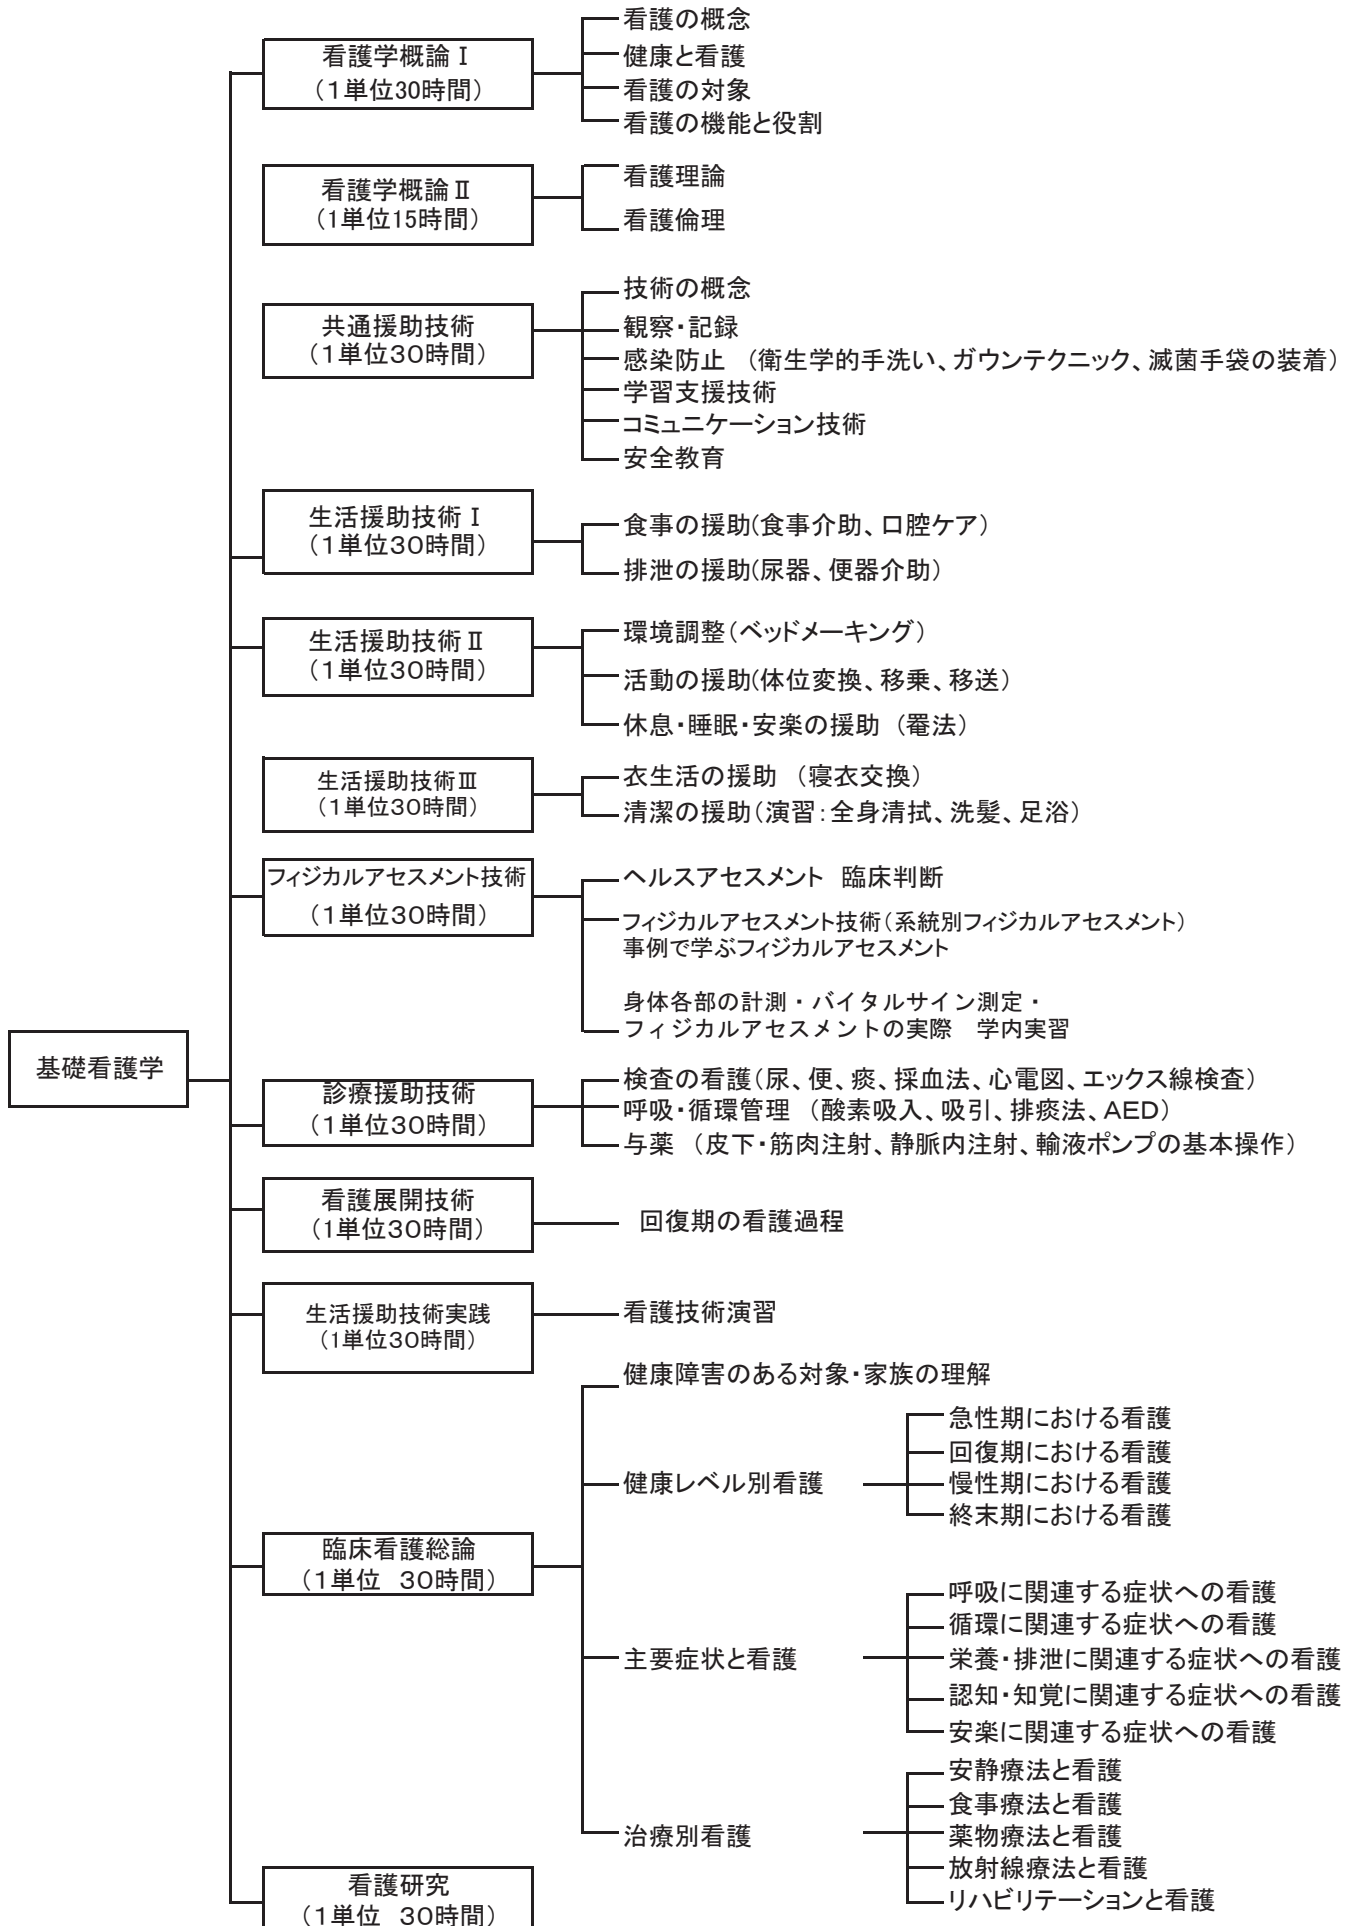 基礎看護学
看護学概論Ⅰ
（１単位30時間）
看護の概念
健康と看護
看護の対象
看護の機能と役割
看護学概論Ⅱ
（1単位15時間）
看護理論
看護倫理
共通援助技術
（１単位３０時間）
技術の概念
観察・記録
感染防止　（衛生学的手洗い、ガウンテクニック、滅菌手袋の装着）
学習支援技術
コミュニケーション技術
安全教育
生活援助技術Ⅰ
（１単位３０時間）
食事の援助(食事介助、口腔ケア）
排泄の援助(尿器、便器介助）
生活援助技術Ⅱ
（１単位３０時間）
環境調整（ベッドメーキング）
活動の援助(体位変換、移乗、移送）
休息・睡眠・安楽の援助　（罨法）
生活援助技術Ⅲ
（１単位３０時間）
衣生活の援助　（寝衣交換）
清潔の援助（演習：全身清拭、洗髪、足浴）
フィジカルアセスメント技術
（１単位３０時間）
ヘルスアセスメント　臨床判断
フィジカルアセスメント技術（系統別フィジカルアセスメント）
事例で学ぶフィジカルアセスメント
身体各部の計測・バイタルサイン測定・
フィジカルアセスメントの実際　学内実習
診療援助技術
（１単位３０時間）
検査の看護（尿、便、痰、採血法、心電図、エックス線検査）
呼吸・循環管理　（酸素吸入、吸引、排痰法、ＡＥＤ）
与薬　（皮下・筋肉注射、静脈内注射、輸液ポンプの基本操作）
看護展開技術
（1単位３０時間）
回復期の看護過程
生活援助技術実践
（1単位３０時間）
看護技術演習
臨床看護総論
（１単位　３０時間）
健康障害のある対象・家族の理解
健康レベル別看護
急性期における看護
回復期における看護
慢性期における看護
終末期における看護
主要症状と看護
呼吸に関連する症状への看護
循環に関連する症状への看護
栄養・排泄に関連する症状への看護
認知・知覚に関連する症状への看護
安楽に関連する症状への看護
治療別看護
安静療法と看護
食事療法と看護
薬物療法と看護
放射線療法と看護
リハビリテーションと看護
看護研究
（１単位　３０時間）